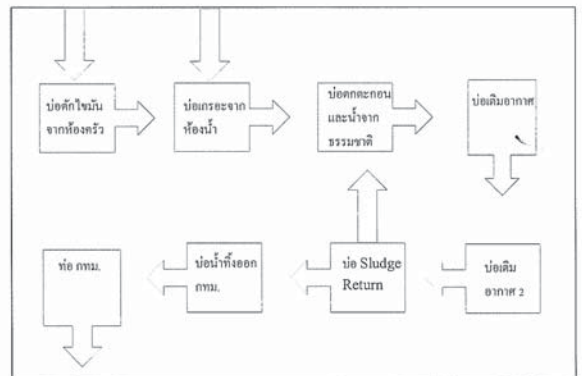 บ่อดักไขมัน
จากห้องครัว
บ่อเกรอะจาก
ห้องน้ำ
บ่อตกตะกอน
และน้ำจาก
ธรรมชาติ
บ่อเติมอากาศ
ท่อ กทม.
บ่อน้ำทิ้งออก
กทม.
บ่อ Sludge
Return
บ่อเติม
อากาศ 2